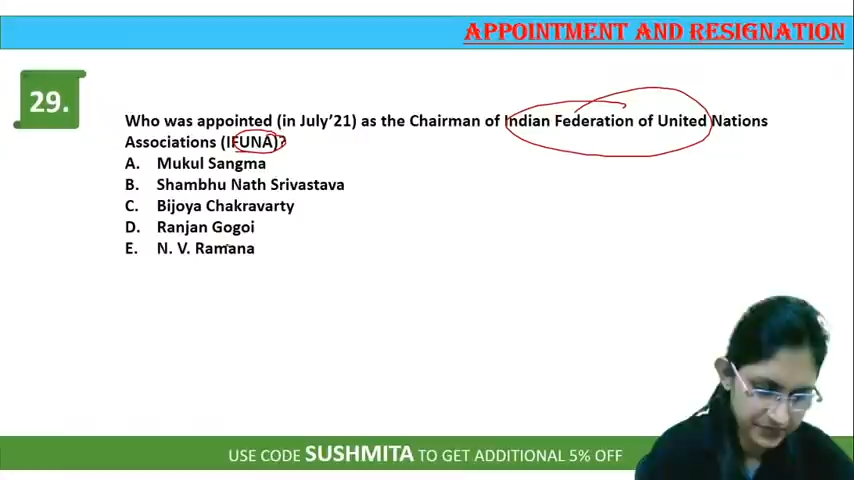 APPOINTMENT AND RESIGNATION
29.
Who was appointed (in July'21) as the Chairman of Indian Federation of United Nations
Associations (IFUNA)?
A. Mukul Sangma
B. Shambhu Nath Srivastava
C. Bijoya Chakravarty
D. Ranjan Gogoi
E. N. V. Ramana
USE CODE SUSHMITA TO GET ADDITIONAL 5% OFF